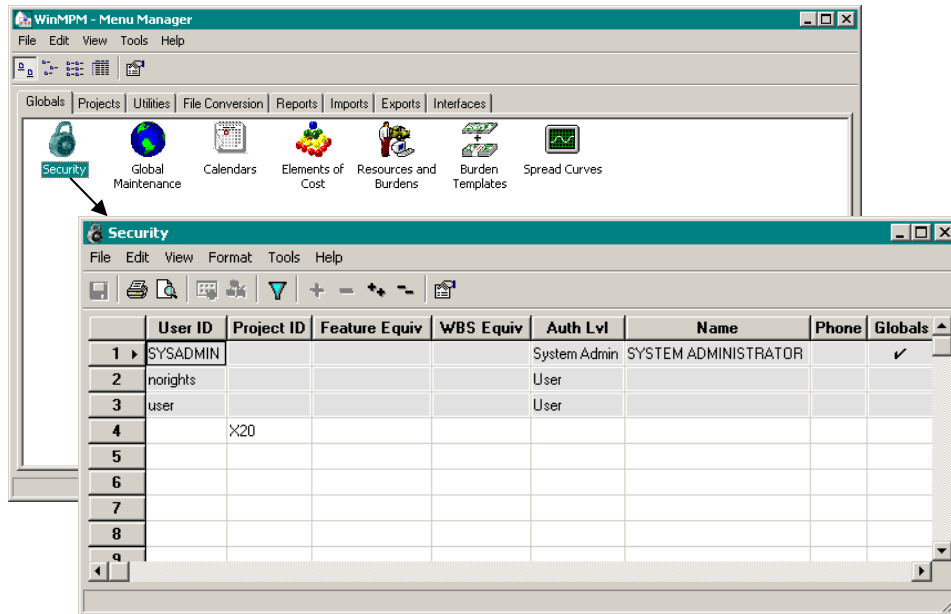 WinMPM - Menu Manager
File Edit View Tools Help
Globals Projects Utilities File Conversion Reports Imports Exports Interfaces
Security
Global Maintenance
Calendars
Elements of Cost
Resources and Burdens
Burden Templates
Spread Curves
Security
File Edit View Format Tools Help
User ID Project ID Feature Equiv WBS Equiv Auth Lvl Name Phone Globals
1 SYSADMIN System Admin SYSTEM ADMINISTRATOR ✓
2 norights User
3 user User
4 X20
5
6
7
8
9